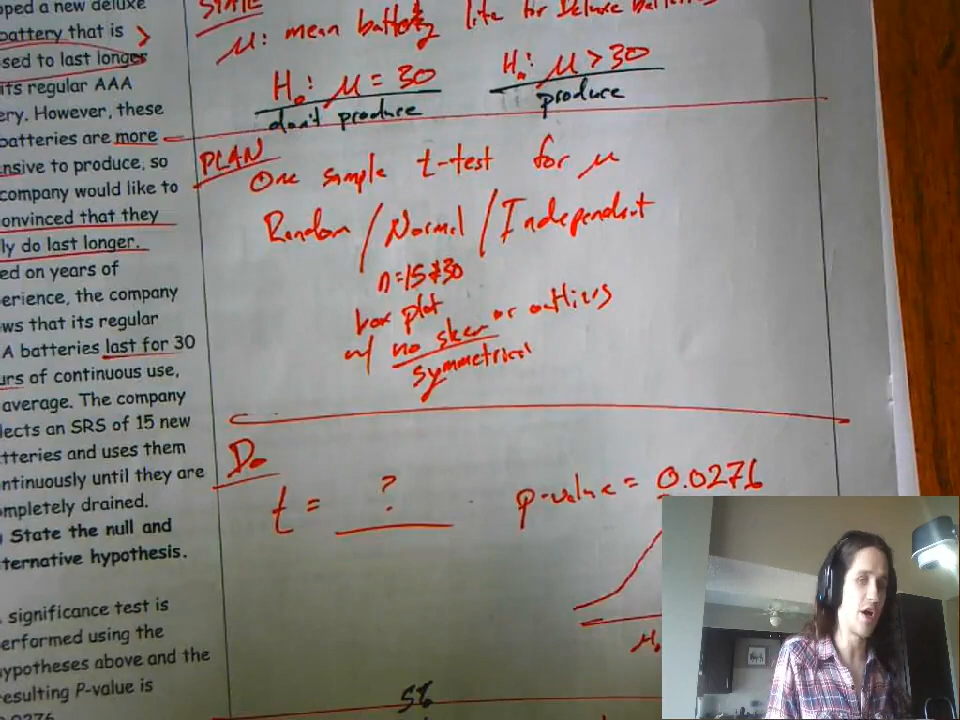 ped a new deluxe
battery that is
sed to last longer
its regular AAA
ery. However, these
batteries are more
nsive to produce, so
company would like to
onvinced that they
ly do last longer.
ed on years of
erience, the company
ws that its regular
A batteries last for 30
urs of continuous use,
average. The company
lects an SRS of 15 new
tteries and uses them
ntinuously until they are
mpletely drained.
State the null and
ternative hypothesis.
significance test is
erformed using the
ypotheses above and the
esulting P-value is
0.0276
STATE
μ: mean battery life for Deluxe
H₀: μ = 30
don't produce
Hₐ: μ > 30
produce
PLAN
One sample t-test for μ
Random / Normal / Independent
n=15≱30
box plot
w/ no skew or outliers
symmetrical
Do
t = ?
p-value = 0.0276
μ₀
5%